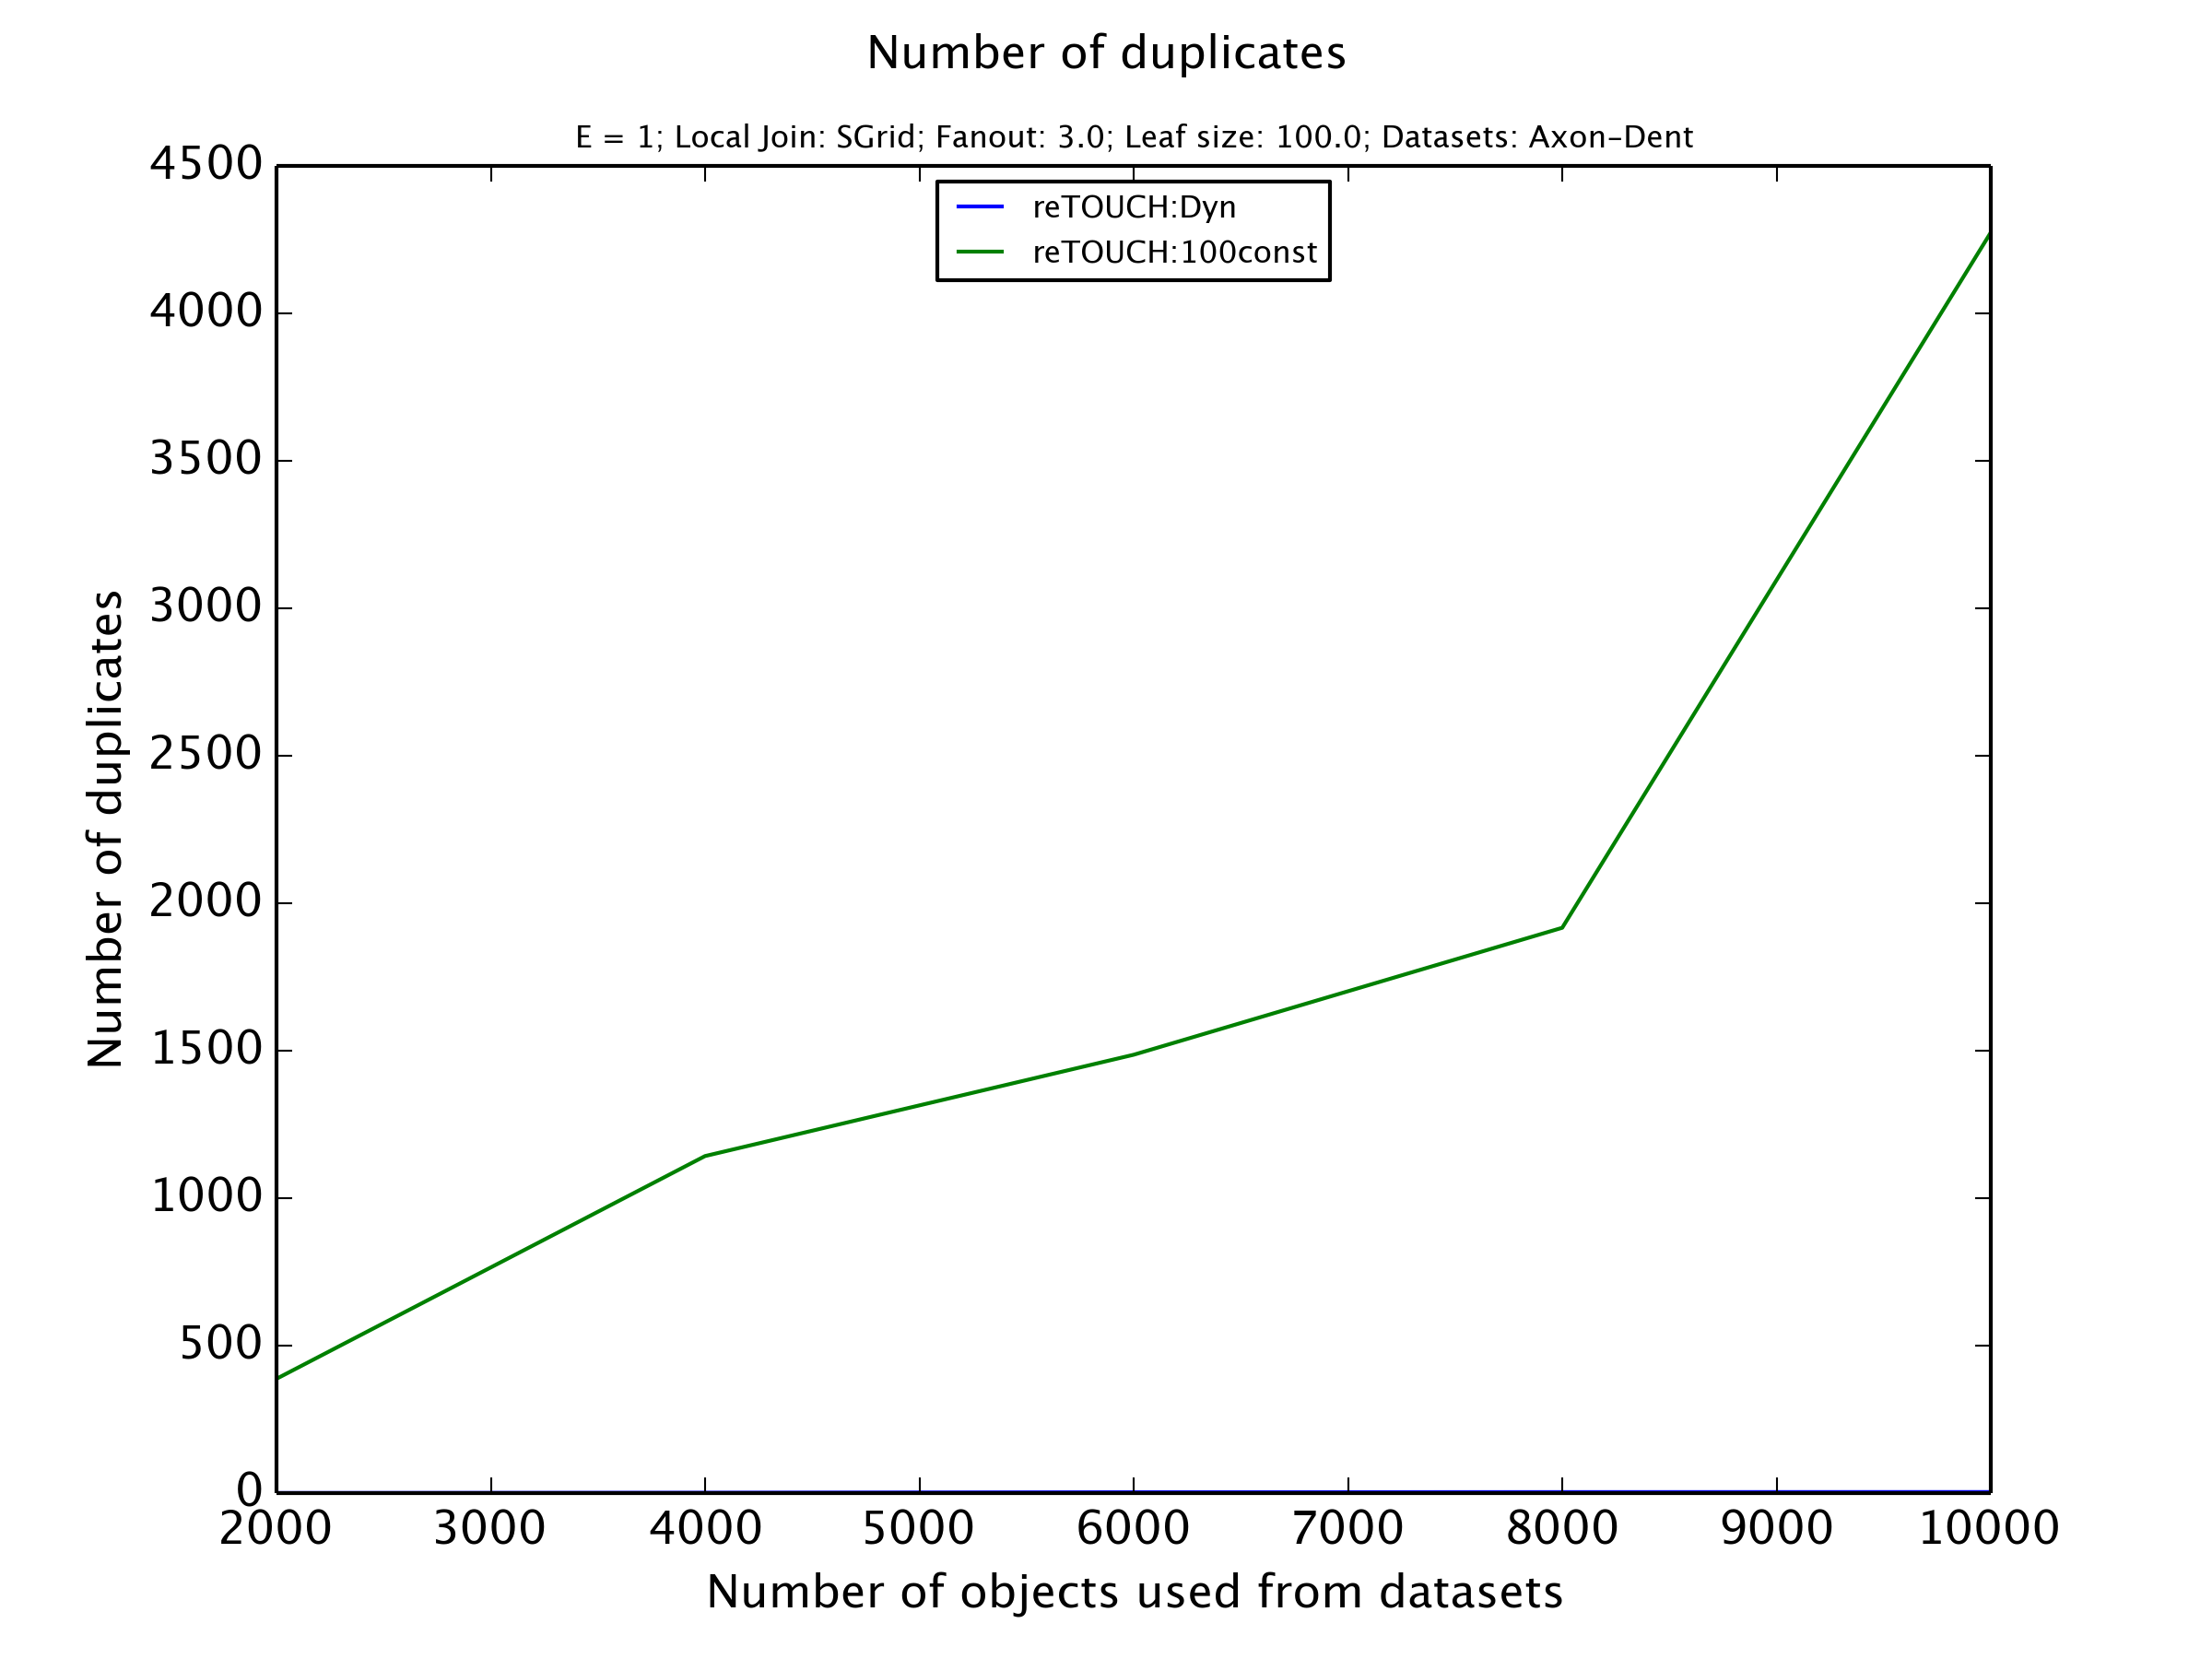 Number of duplicates
E = 1; Local Join: SGrid; Fanout: 3.0; Leaf size: 100.0; Datasets: Axon-Dent
reTOUCH:Dyn
reTOUCH:100const
4500
4000
3500
3000
2500
2000
1500
1000
500
0
Number of duplicates
2000 3000 4000 5000 6000 7000 8000 9000 10000
Number of objects used from datasets